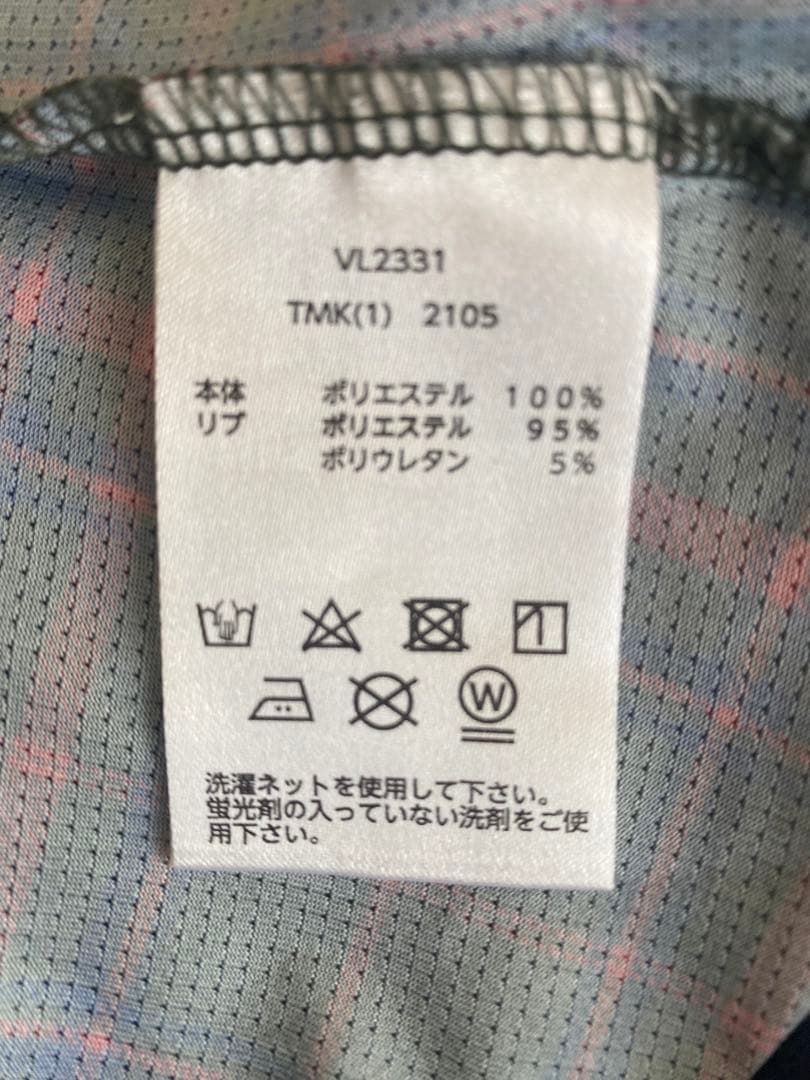 VL2331
TMK(1) 2105
本体 ポリエステル 100%
リブ ポリエステル 95%
ポリウレタン 5%
W
洗濯ネットを使用して下さい。
蛍光剤の入っていない洗剤をご使
用下さい。